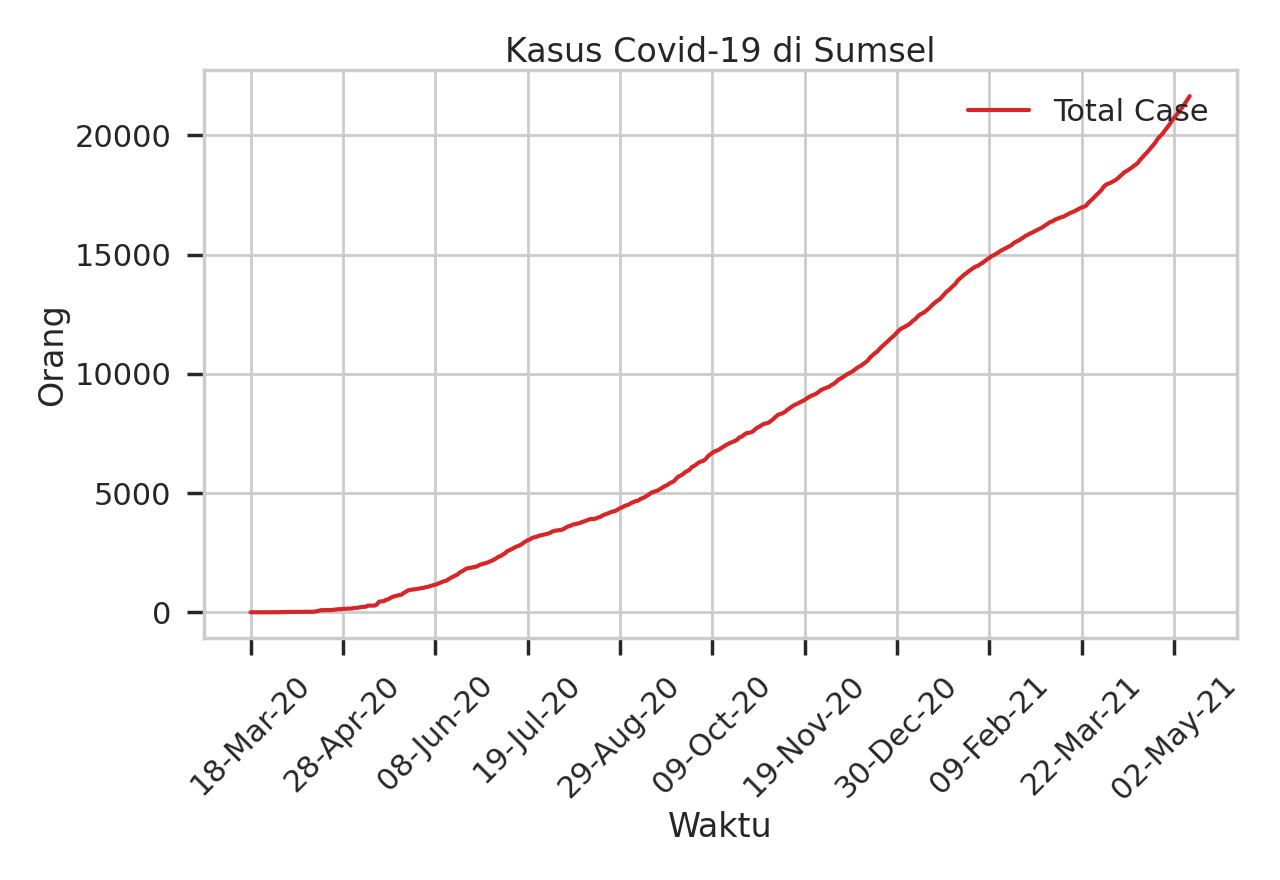 Kasus Covid-19 di Sumsel
Total Case
20000
15000
10000
5000
0
Orang
18-Mar-20
28-Apr-20
08-Jun-20
19-Jul-20
29-Aug-20
09-Oct-20
19-Nov-20
30-Dec-20
09-Feb-21
22-Mar-21
02-May-21
Waktu